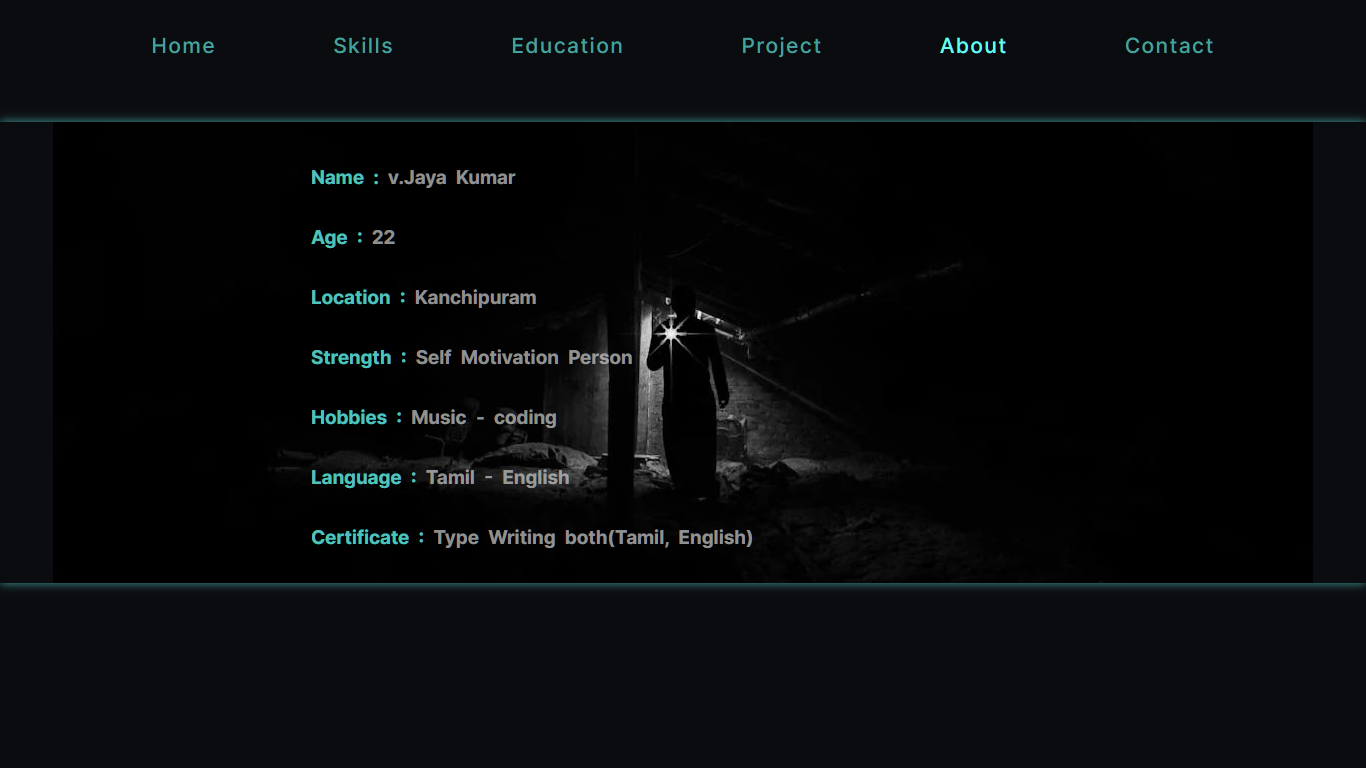 Home Skills Education Project About Contact
Name : v.Jaya Kumar
Age : 22
Location : Kanchipuram
Strength : Self Motivation Person
Hobbies : Music - coding
Language : Tamil - English
Certificate : Type Writing both(Tamil, English)